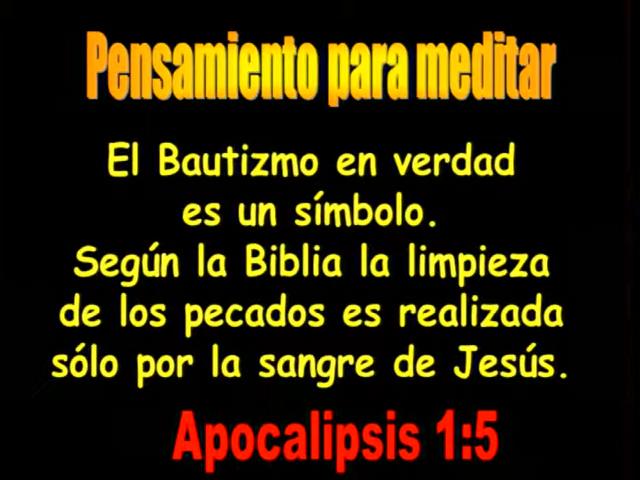 Pensamiento para meditar
El Bautizmo en verdad
es un símbolo.
Según la Biblia la limpieza
de los pecados es realizada
sólo por la sangre de Jesús.
Apocalipsis 1:5